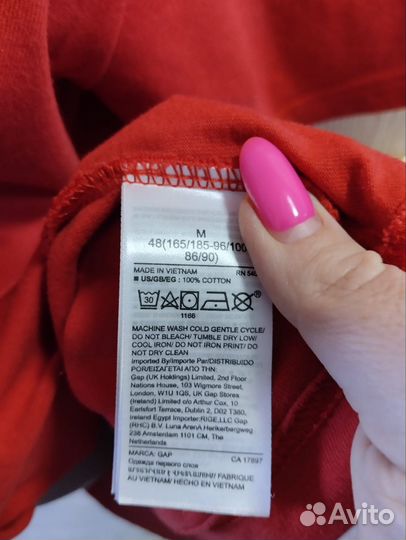 M
48(165/185-96/100
86/90)
MADE IN VIETNAM RN 54
■ US/GB/EG : 100% COTTON
30
1166
MACHINE WASH COLD GENTLE CYCLE/
DO NOT BLEACH/ TUMBLE DRY LOW/
COOL IRON/ DO NOT IRON PRINT/ DO
NOT DRY CLEAN
imported By/Importe Par/DISTRIBUIDO
POR/ΕΙΣΑΓΕΤΑΙ ΑΠΟ ΤΗΝ:
Gap (UK Holdings) Limited, 2nd Floor
Nations House, 103 Wigmore Street,
London, W1U 1QS, UK Gap Stores
(Ireland) Limited c/o Arthur Cox, 10
Earlsfort Terrace, Dublin 2, D02 T380,
Ireland Export Importer:RIGE,LLC Gap
(RHC) B.V. Luna ArenA Herikerbergweg
238 Amsterdam 1101 CM, The
Netherlands
MARCA: GAP CA 17897
Одежда первого слоя
/ FABRIQUE
AU VIETNAM/ HECHO EN VIETNAM
Avito